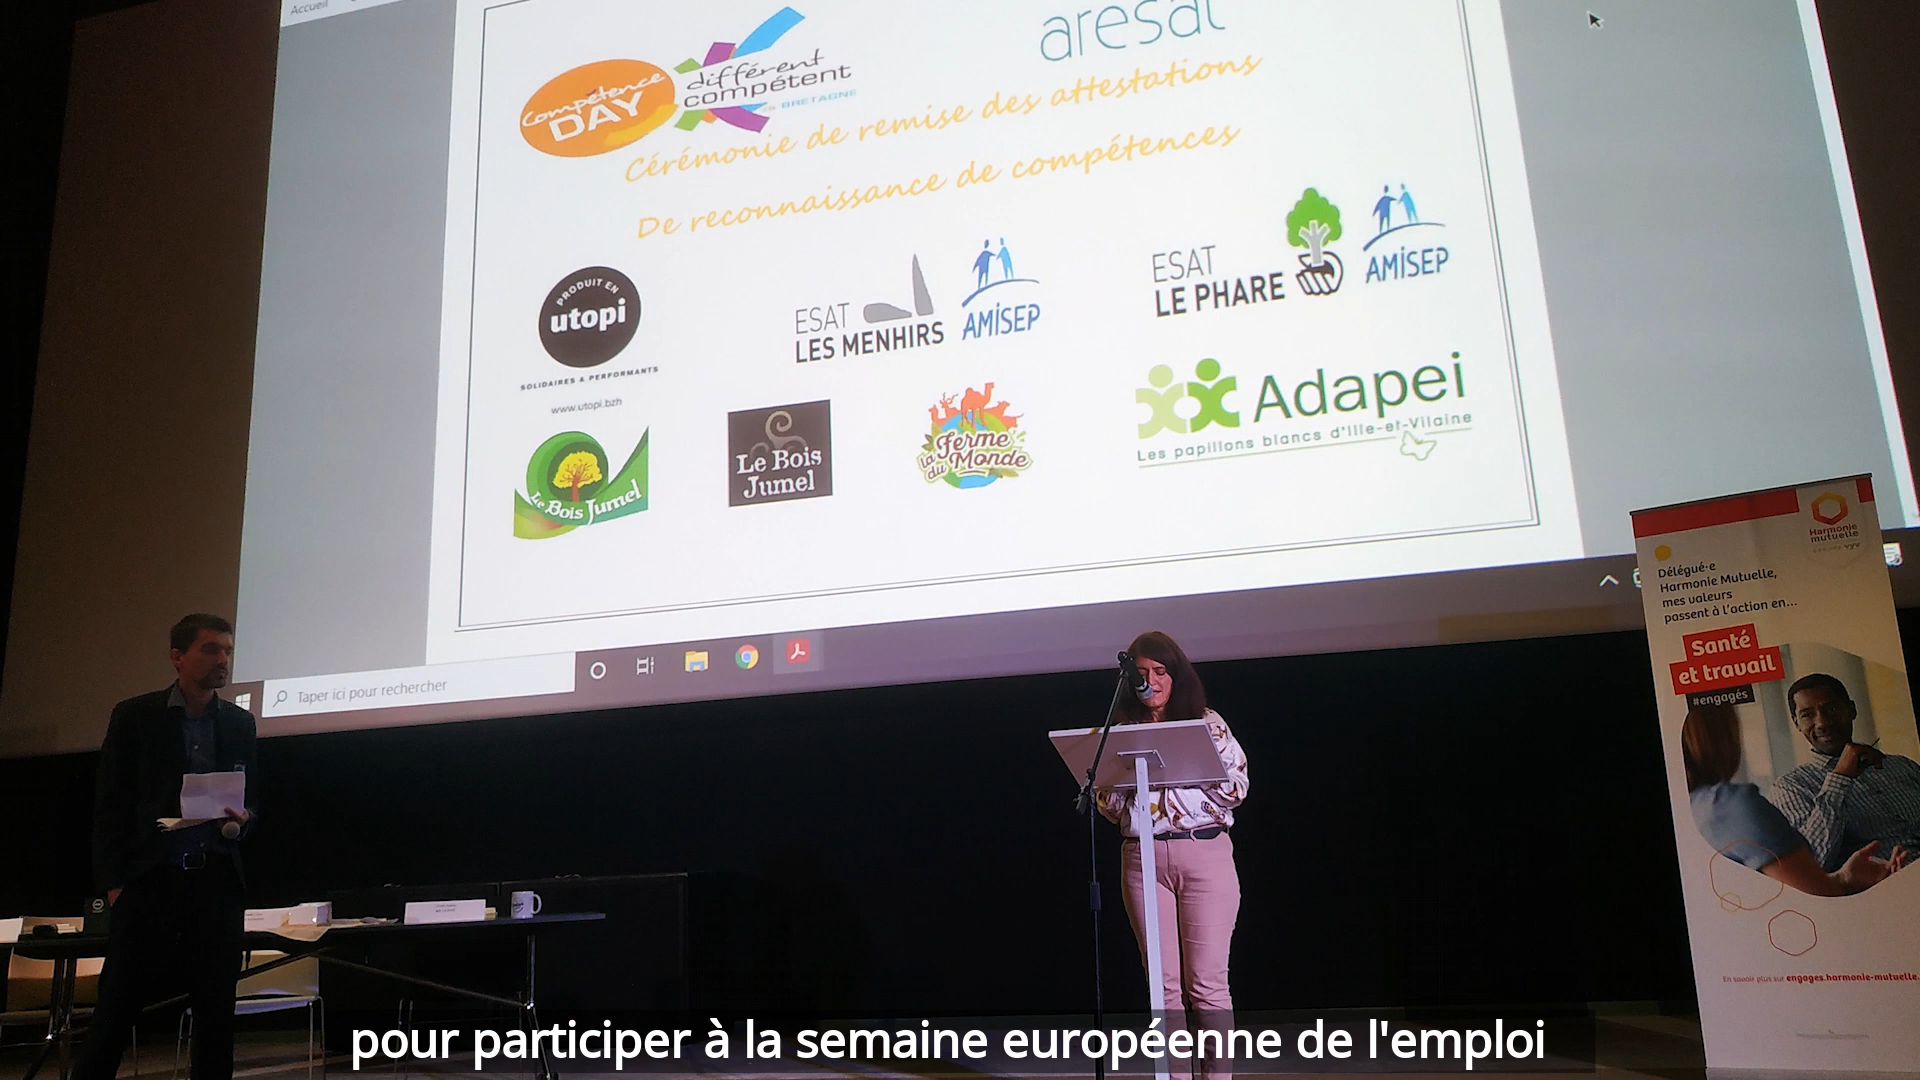 Accueil
aresat
Compétence
DAY
différent
compétent
EN BRETAGNE
Cérémonie de remise des attestations
De reconnaissance de compétences
PRODUIT EN
utopi
SOLIDAIRES & PERFORMANTS
www.utopi.bzh
ESAT
LES MENHIRS
AMISEP
ESAT
LE PHARE
AMISEP
Le Bois Jumel
Le Bois
Jumel
la Ferme
du Monde
Adapei
Les papillons blancs d'Ille-et-Vilaine
Taper ici pour rechercher
Harmonie
mutuelle
GROUPE VYV
Délégué·e
Harmonie Mutuelle,
mes valeurs
passent à l'action en...
Santé
et travail
#engagés
En savoir plus sur engages.harmonie-mutuelle.
pour participer à la semaine européenne de l'emploi